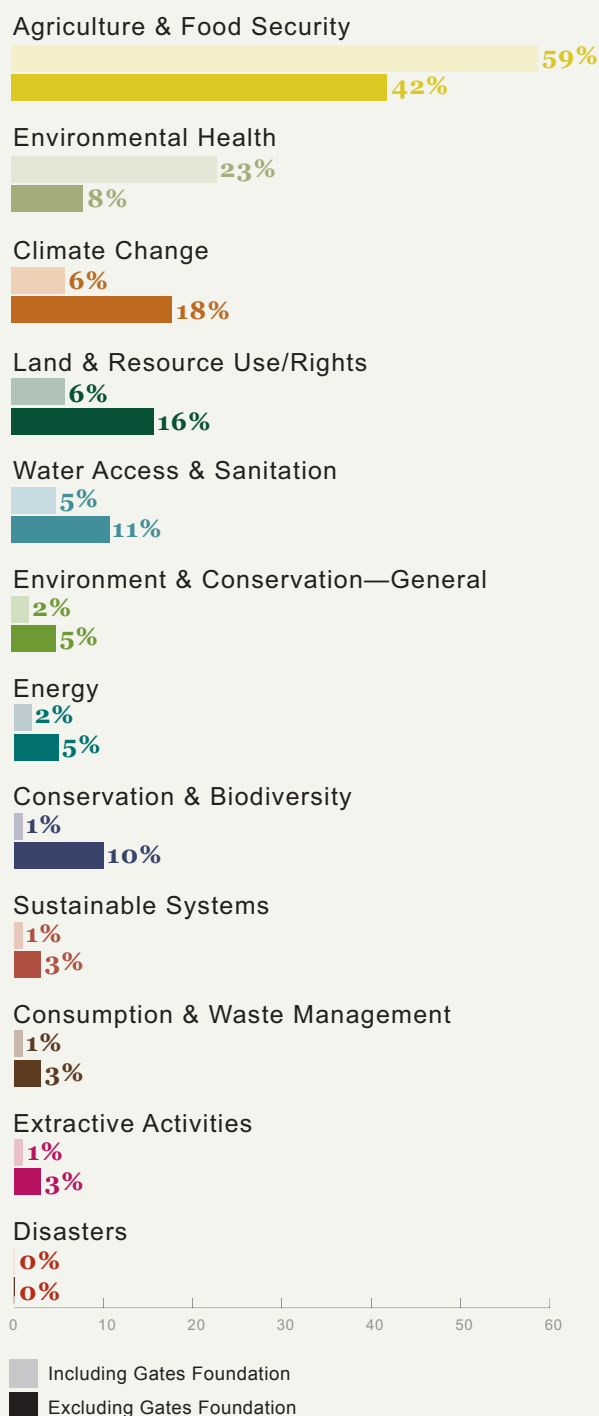 Agriculture & Food Security
59%
42%
Environmental Health
23%
8%
Climate Change
6%
18%
Land & Resource Use/Rights
6%
16%
Water Access & Sanitation
5%
11%
Environment & Conservation—General
2%
5%
Energy
2%
5%
Conservation & Biodiversity
1%
10%
Sustainable Systems
1%
3%
Consumption & Waste Management
1%
3%
Extractive Activities
1%
3%
Disasters
0%
0%
0 10 20 30 40 50 60
Including Gates Foundation
Excluding Gates Foundation